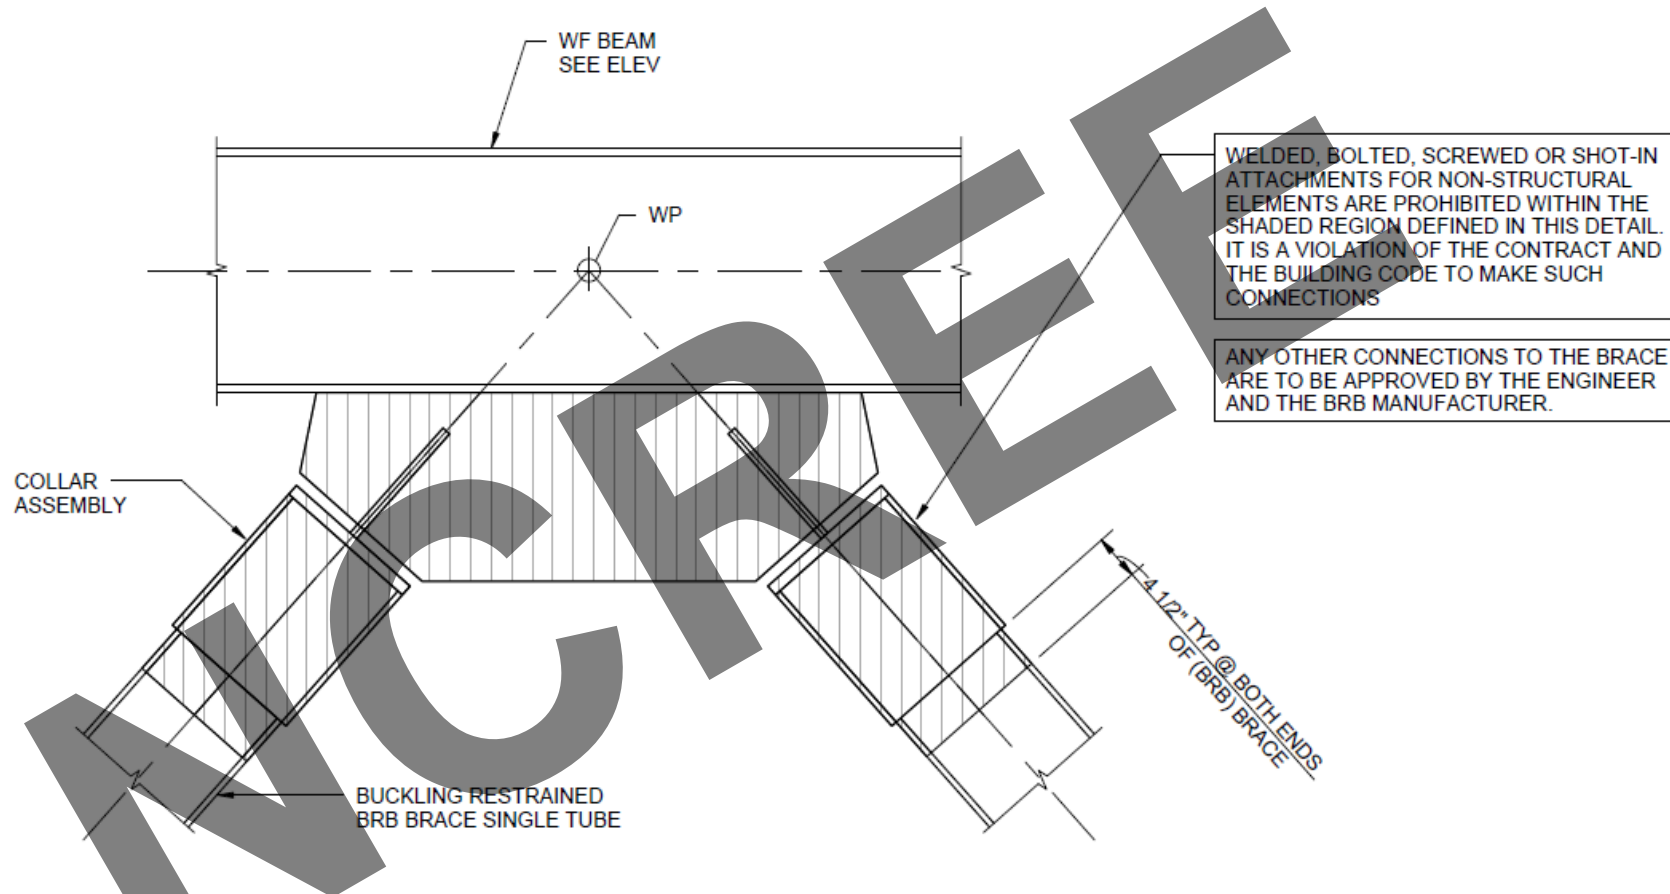 WF BEAM
SEE ELEV
WP
WELDED, BOLTED, SCREWED OR SHOT-IN
ATTACHMENTS FOR NON-STRUCTURAL
ELEMENTS ARE PROHIBITED WITHIN THE
SHADED REGION DEFINED IN THIS DETAIL.
IT IS A VIOLATION OF THE CONTRACT AND
THE BUILDING CODE TO MAKE SUCH
CONNECTIONS
ANY OTHER CONNECTIONS TO THE BRACE
ARE TO BE APPROVED BY THE ENGINEER
AND THE BRB MANUFACTURER.
COLLAR
ASSEMBLY
4 1/2" TYP @ BOTH ENDS
OF (BRB) BRACE
BUCKLING RESTRAINED
BRB BRACE SINGLE TUBE
NCREE